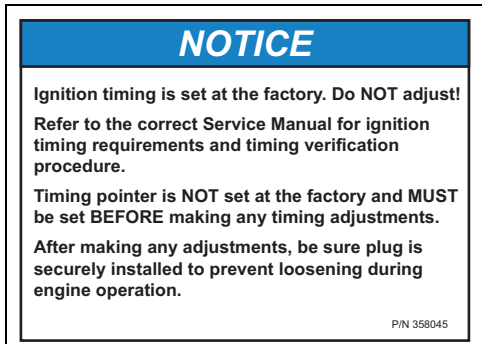 NOTICE
Ignition timing is set at the factory. Do NOT adjust!
Refer to the correct Service Manual for ignition
timing requirements and timing verification
procedure.
Timing pointer is NOT set at the factory and MUST
be set BEFORE making any timing adjustments.
After making any adjustments, be sure plug is
securely installed to prevent loosening during
engine operation.
P/N 358045